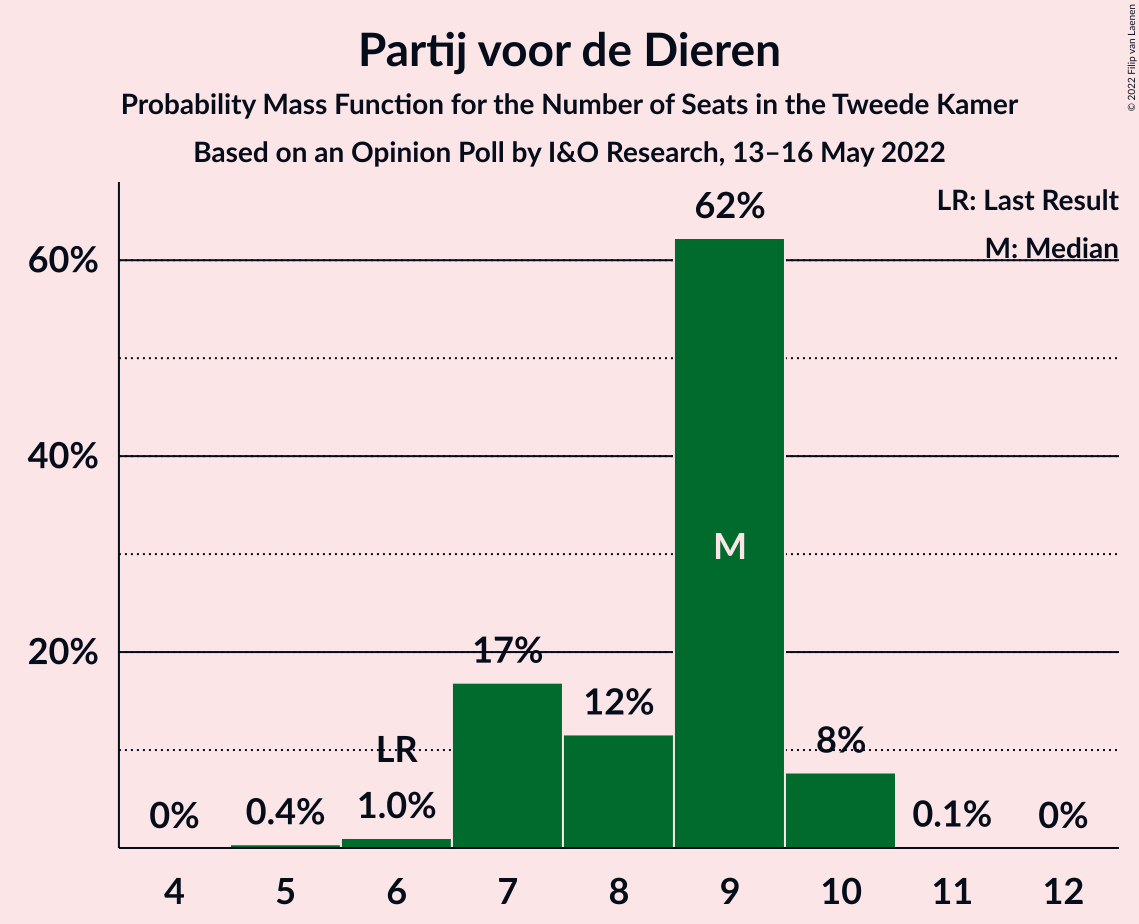 Partij voor de Dieren
Probability Mass Function for the Number of Seats in the Tweede Kamer
Based on an Opinion Poll by I&O Research, 13–16 May 2022
© 2022 Filip van Laenen
LR: Last Result
M: Median
62%
60%
40%
M
20%
17%
12%
LR
8%
0%
0.4%
1.0%
0.1%
0%
4 5 6 7 8 9 10 11 12